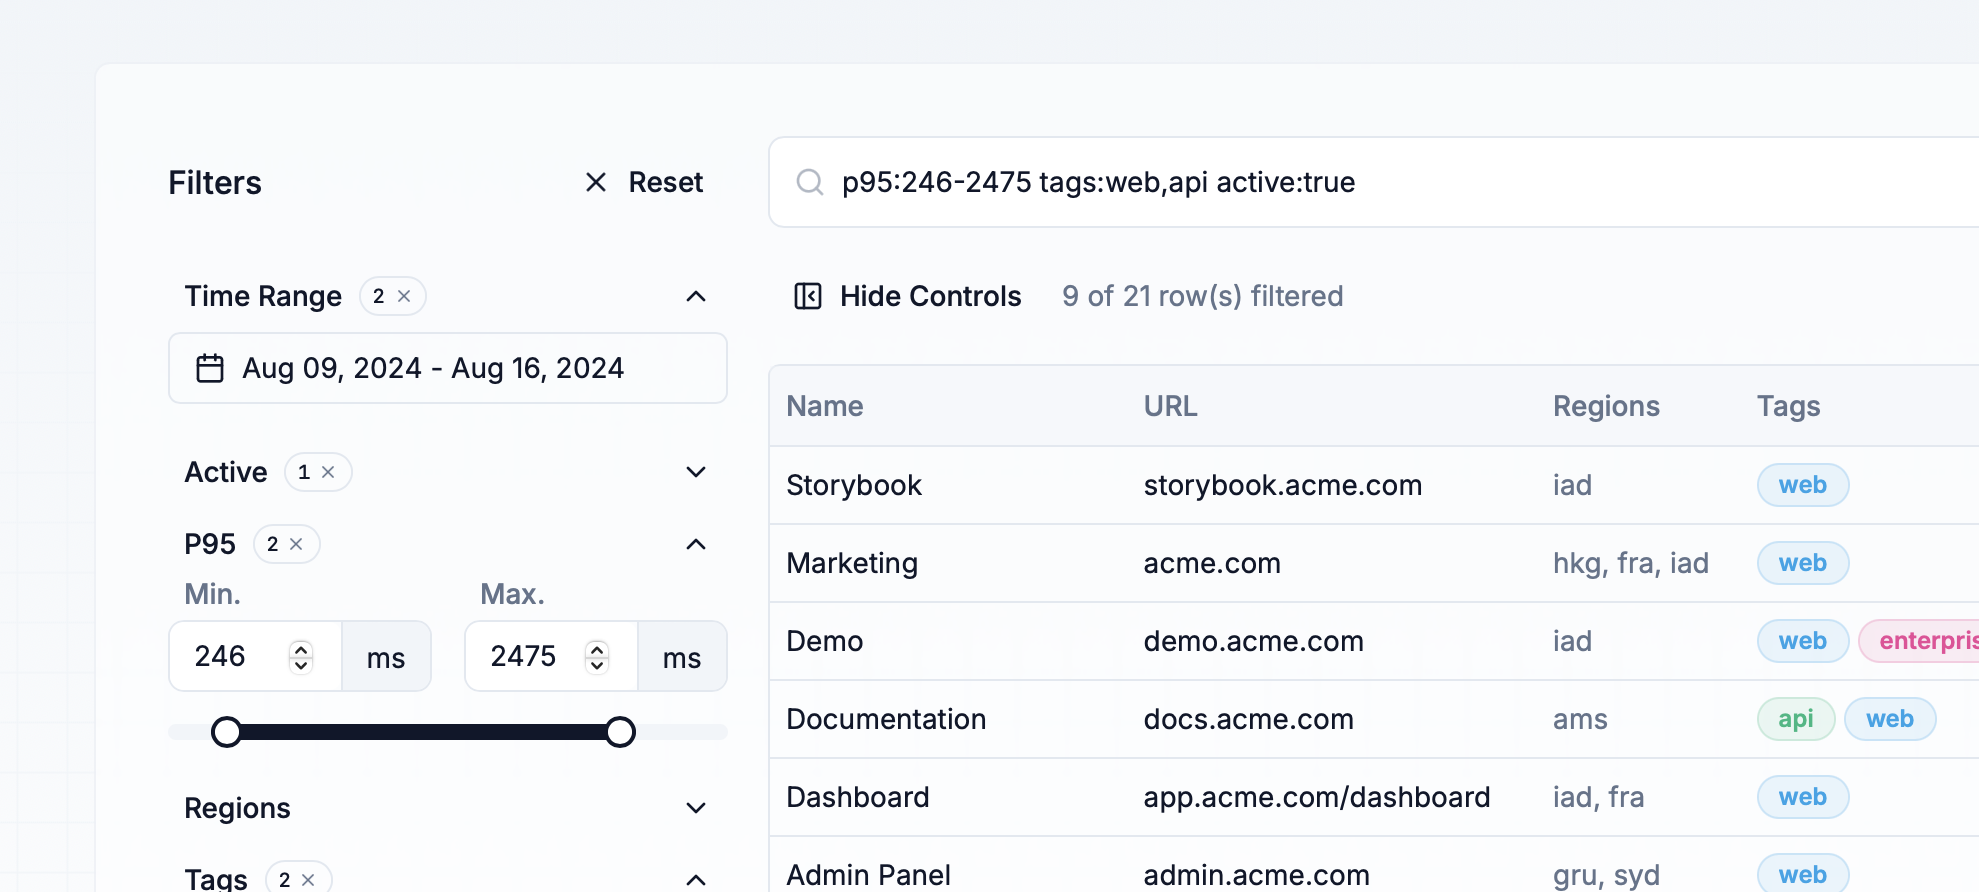 Filters
Reset
Time Range 2
Aug 09, 2024 - Aug 16, 2024
Active 1
P95 2
Min. Max.
246 ms 2475 ms
Regions
Tags 2
p95:246-2475 tags:web,api active:true
Hide Controls 9 of 21 row(s) filtered
Name URL Regions Tags
Storybook storybook.acme.com iad web
Marketing acme.com hkg, fra, iad web
Demo demo.acme.com iad web
Documentation docs.acme.com ams api web
Dashboard app.acme.com/dashboard iad, fra web
Admin Panel admin.acme.com gru, syd web